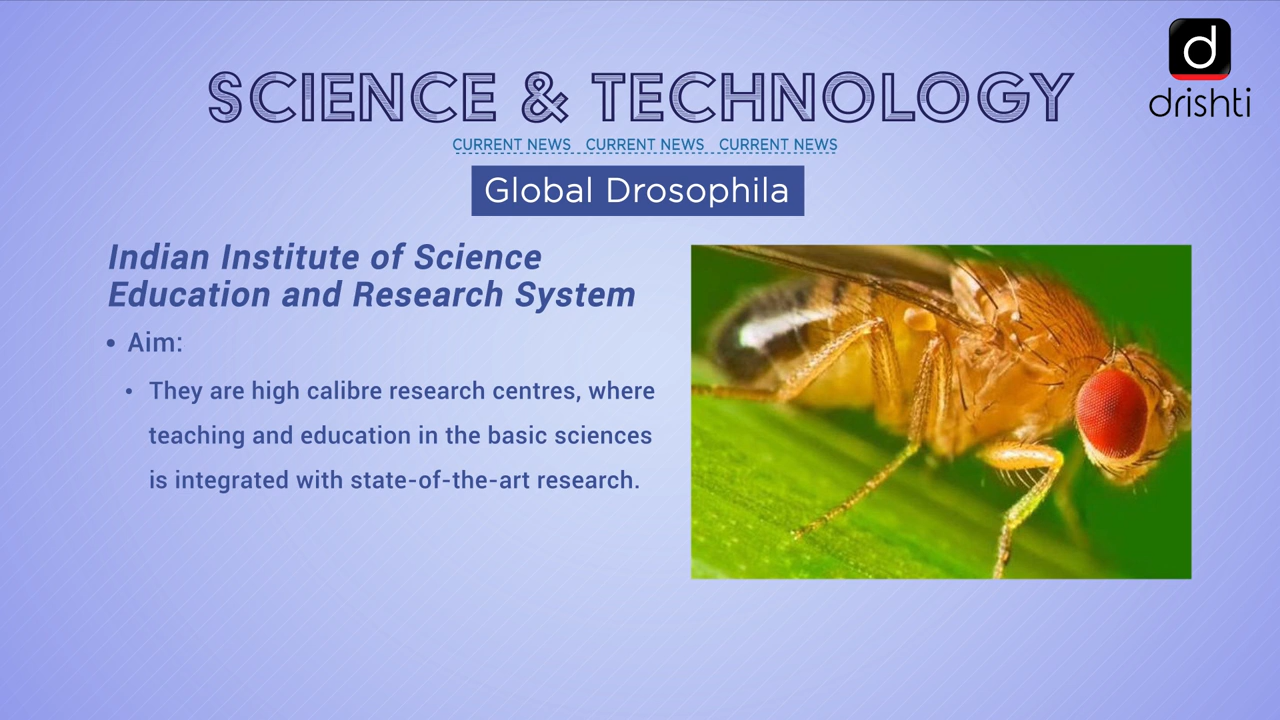 SCIENCE & TECHNOLOGY
CURRENT NEWS CURRENT NEWS CURRENT NEWS
Global Drosophila
d
drishti
Indian Institute of Science
Education and Research System
• Aim:
• They are high calibre research centres, where
teaching and education in the basic sciences
is integrated with state-of-the-art research.